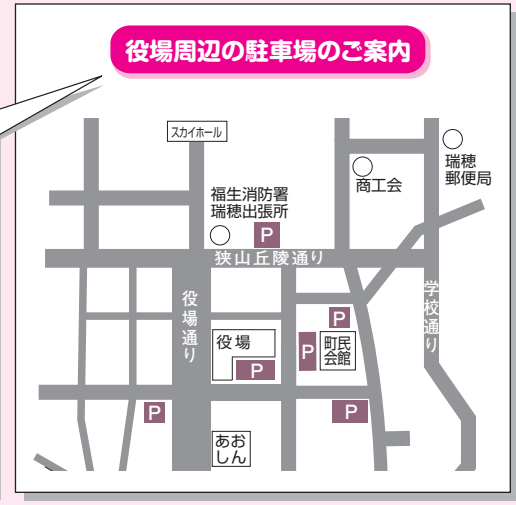 役場周辺の駐車場のご案内
スカイホール
瑞穂
郵便局
商工会
福生消防署
瑞穂出張所
P
狭山丘陵通り
役場通り
学校通り
P
役場
P
町民
会館
P
P
P
あお
しん